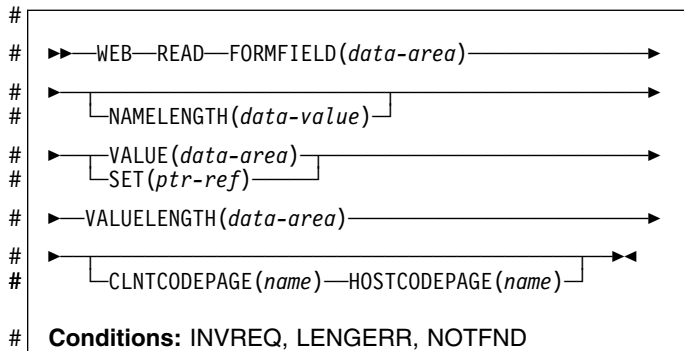 #
# ▶▶──WEB──READ──FORMFIELD(data-area)──▶
# ▶──
# NAMELENGTH(data-value)
# ▶──VALUE(data-area)──▶
# SET(ptr-ref)
# ▶──VALUELENGTH(data-area)──▶
# ▶──▶◀
# CLNTCODEPAGE(name)──HOSTCODEPAGE(name)
# Conditions: INVREQ, LENGERR, NOTFND